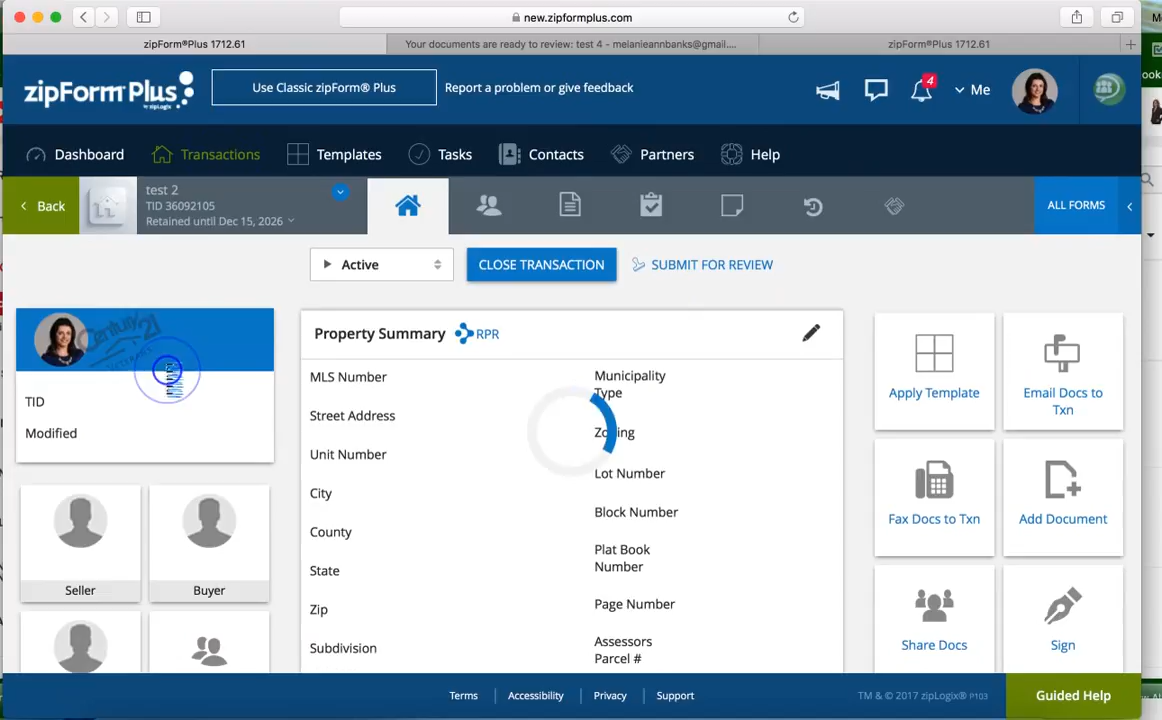 new.zipformplus.com
zipForm®Plus 1712.61
Your documents are ready to review: test 4 - melanieannbanks@gmail....
zipForm®Plus 1712.61
zipForm Plus
by zipLogix
Use Classic zipForm® Plus
Report a problem or give feedback
4
Me
Dashboard
Transactions
Templates
Tasks
Contacts
Partners
Help
Back
test 2
TID 36092105
Retained until Dec 15, 2026
ALL FORMS
Active
CLOSE TRANSACTION
SUBMIT FOR REVIEW
Century 21
TID
Modified
Seller
Buyer
Property Summary
RPR
MLS Number
Street Address
Unit Number
City
County
State
Zip
Subdivision
Municipality
Type
Zoning
Lot Number
Block Number
Plat Book
Number
Page Number
Assessors
Parcel #
Apply Template
Email Docs to
Txn
Fax Docs to Txn
Add Document
Share Docs
Sign
Terms
Accessibility
Privacy
Support
TM & © 2017 zipLogix® P103
Guided Help